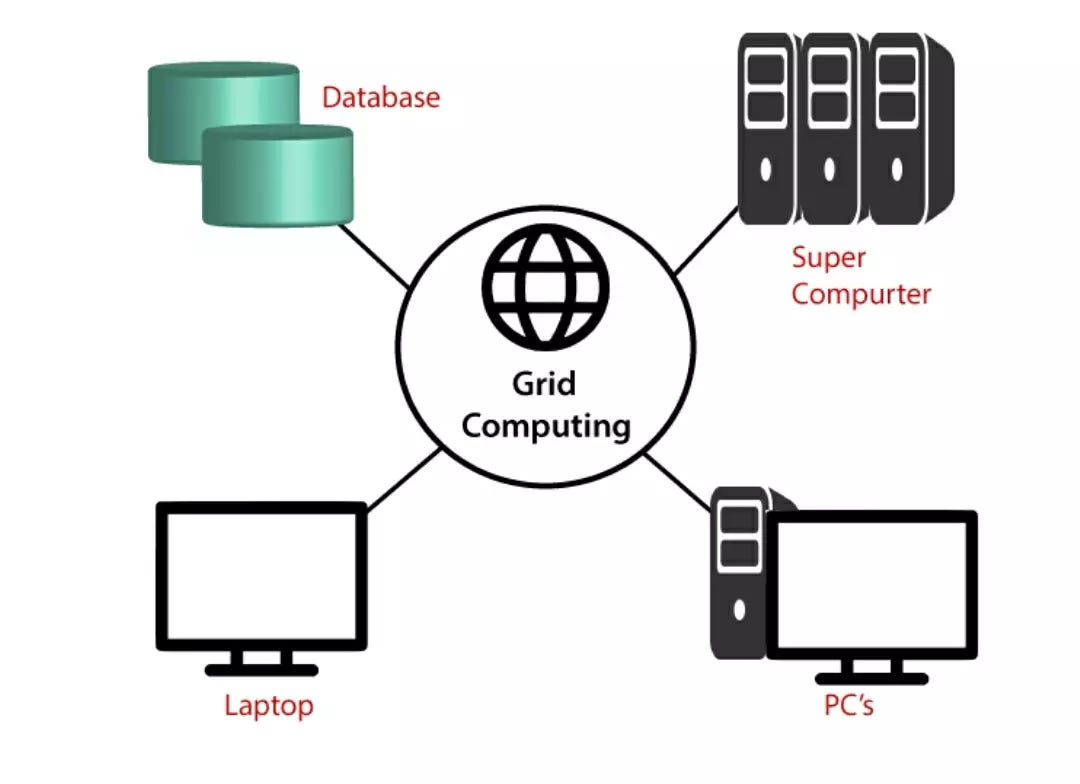 Database
Super
Compurter
Grid
Computing
Laptop
PC’s